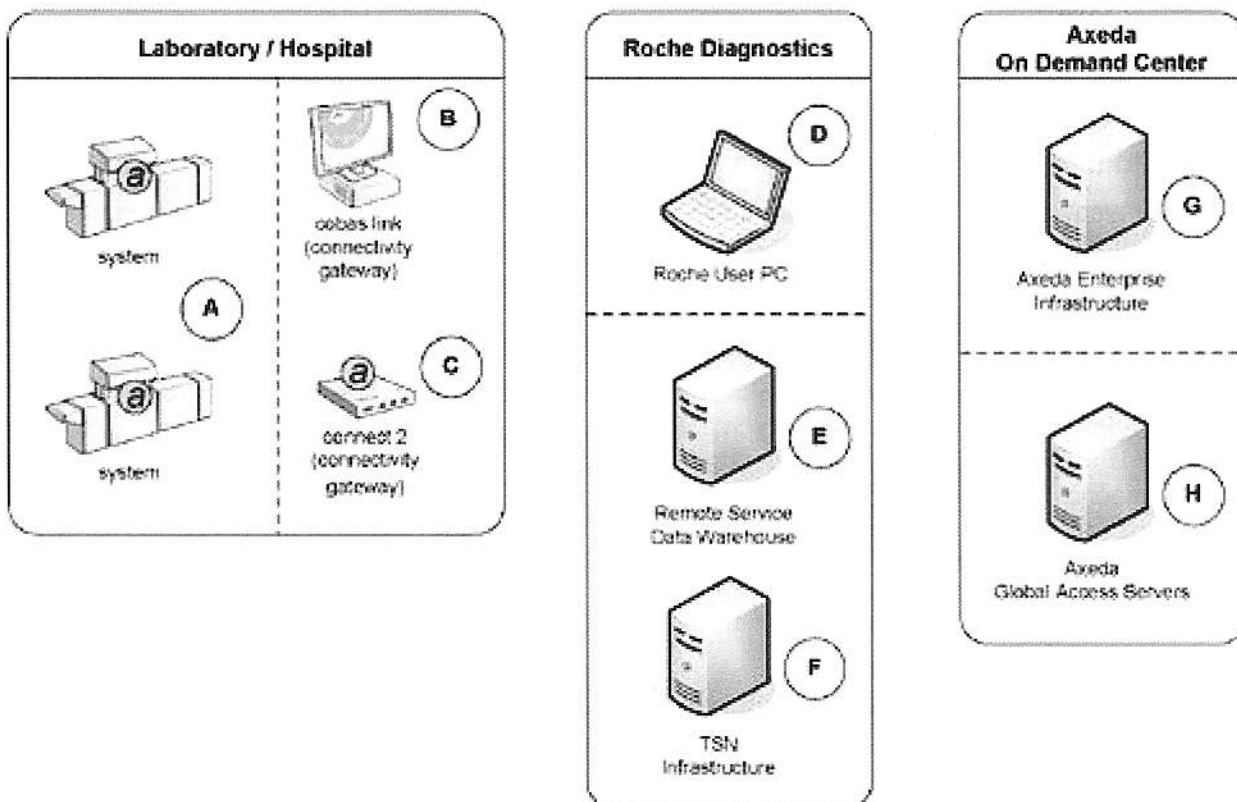 Laboratory / Hospital
a
system
A
a
system
B
cobas link
(connectivity
gateway)
a
C
connect 2
(connectivity
gateway)
Roche Diagnostics
D
Roche User PC
E
Remote Service
Data Warehouse
F
TSN
Infrastructure
Axeda
On Demand Center
G
Axeda Enterprise
Infrastructure
H
Axeda
Global Access Servers